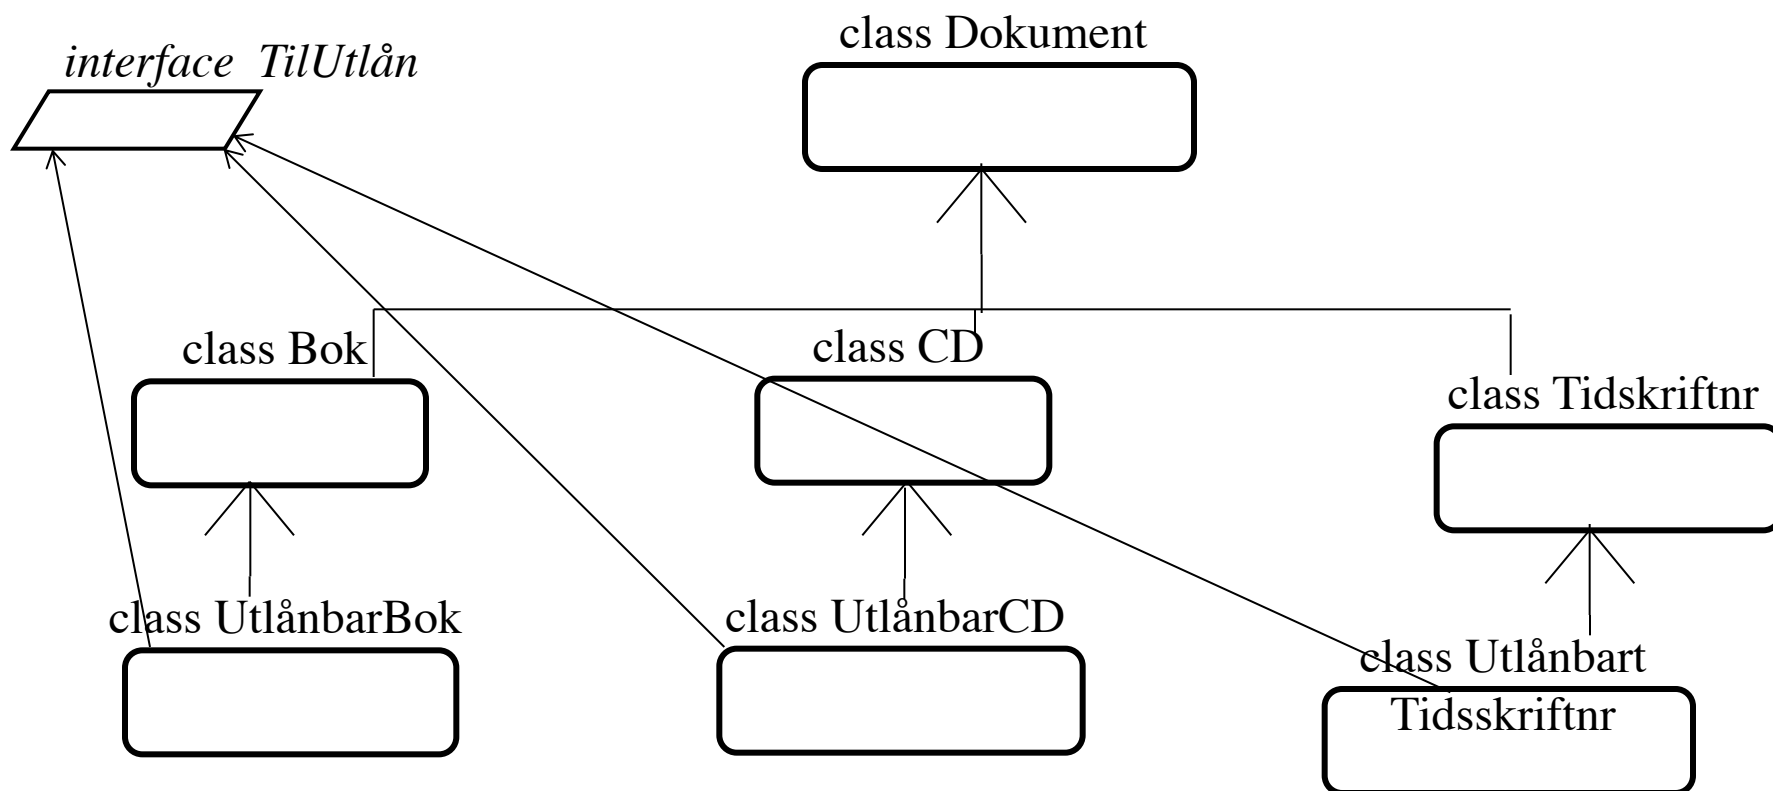 class Dokument
interface TilUtlån
class Bok
class CD
class Tidskriftnr
class UtlånbarBok
class UtlånbarCD
class Utlånbart
Tidsskriftnr